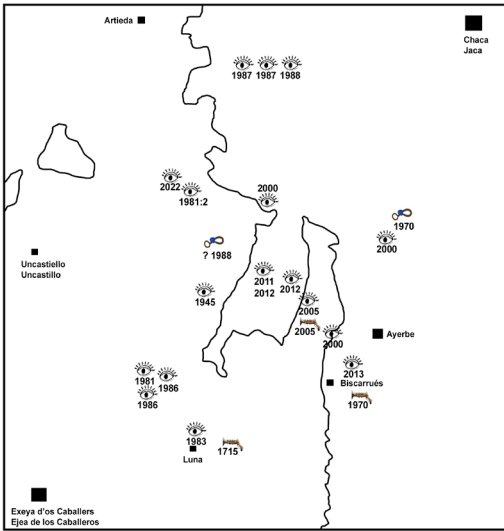 Artieda
Chaca
Jaca
1987 1987 1988
2022
1981:2
2000
1970
2000
? 1988
Uncastiello
Uncastillo
2011
2012
2012
1945
2005
2005
2000
Ayerbe
2013
Biscarrués
1981
1986
1986
1970
1983
1715
Luna
Exeya d'os Caballers
Ejea de los Caballeros